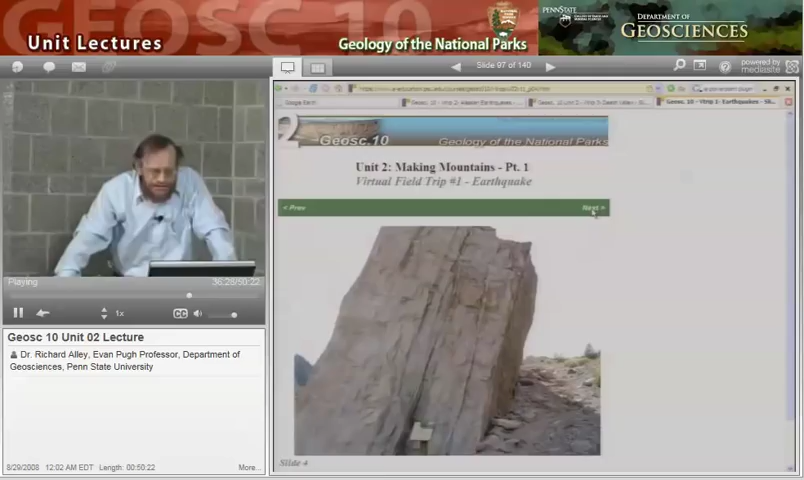 GEOSC 10
Unit Lectures
Geology of the National Parks
PENNSTATE
DEPARTMENT OF
GEOSCIENCES
Slide 97 of 140
powered by
mediasite
Google Earth
2
Geosc.10
Geology of the National Parks
Unit 2: Making Mountains - Pt. 1
Virtual Field Trip #1 - Earthquake
< Prev
Next >
Slide 4
Playing
36:28/50:22
1x
CC
Geosc 10 Unit 02 Lecture
Dr. Richard Alley, Evan Pugh Professor, Department of
Geosciences, Penn State University
8/29/2008
12:02 AM EDT
Length: 00:50:22
More...